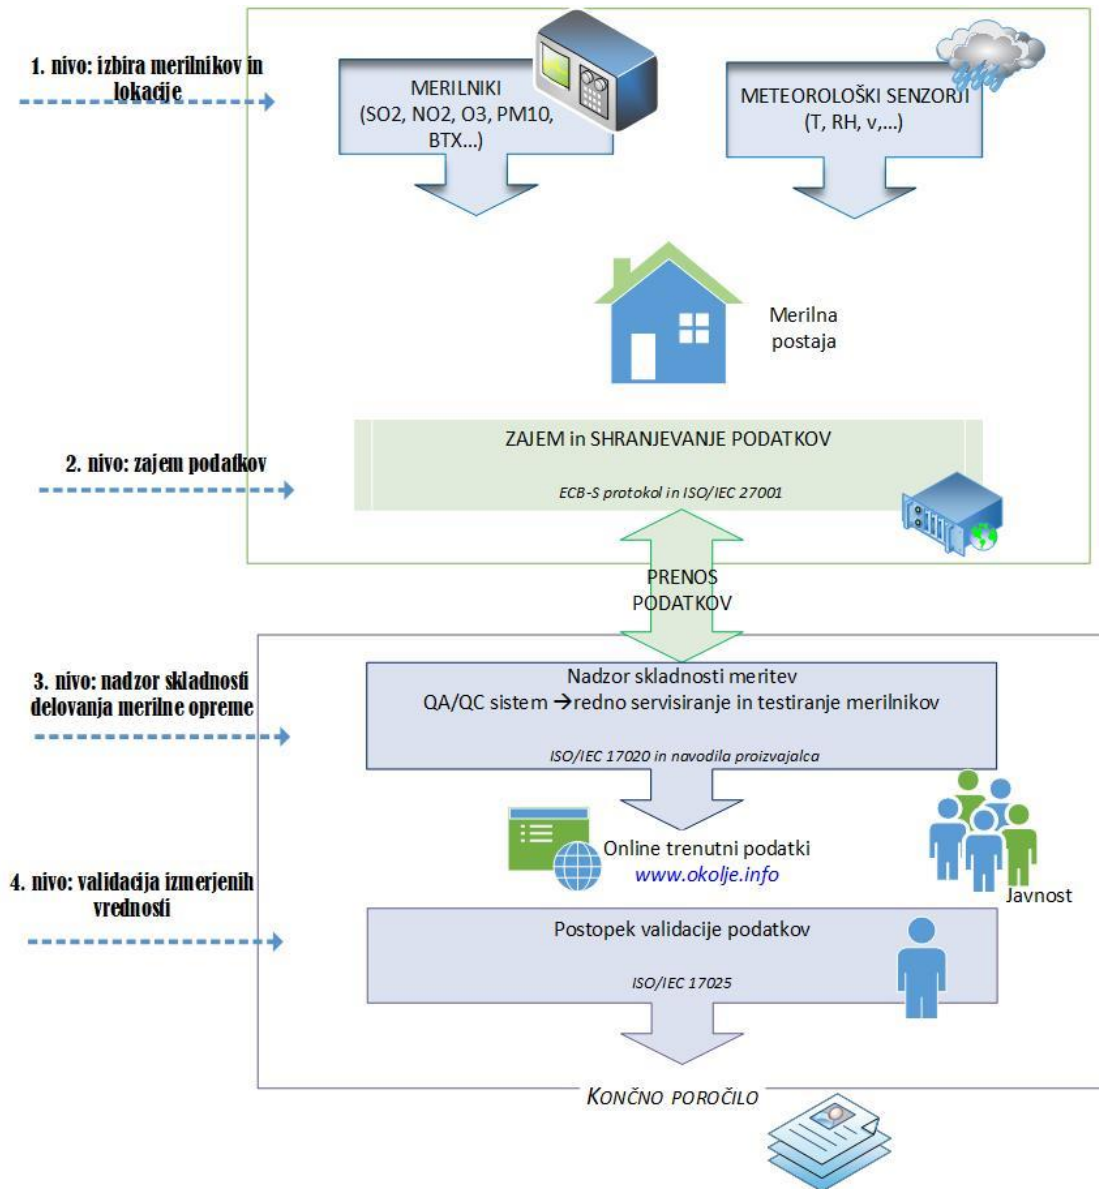 1. nivo: izbira merilnikov in
lokacije
MERILNIKI
(SO2, NO2, O3, PM10,
BTX...)
METEOROLOŠKI SENZORJI
(T, RH, v,...)
Merilna
postaja
2. nivo: zajem podatkov
ZAJEM in SHRANJEVANJE PODATKOV
ECB-S protokol in ISO/IEC 27001
PRENOS
PODATKOV
3. nivo: nadzor skladnosti
delovanja merilne opreme
Nadzor skladnosti meritev
QA/QC sistem →redno servisiranje in testiranje merilnikov
ISO/IEC 17020 in navodila proizvajalca
Online trenutni podatki
www.okolje.info
Javnost
4. nivo: validacija izmerjenih
vrednosti
Postopek validacije podatkov
ISO/IEC 17025
KONČNO POROČILO